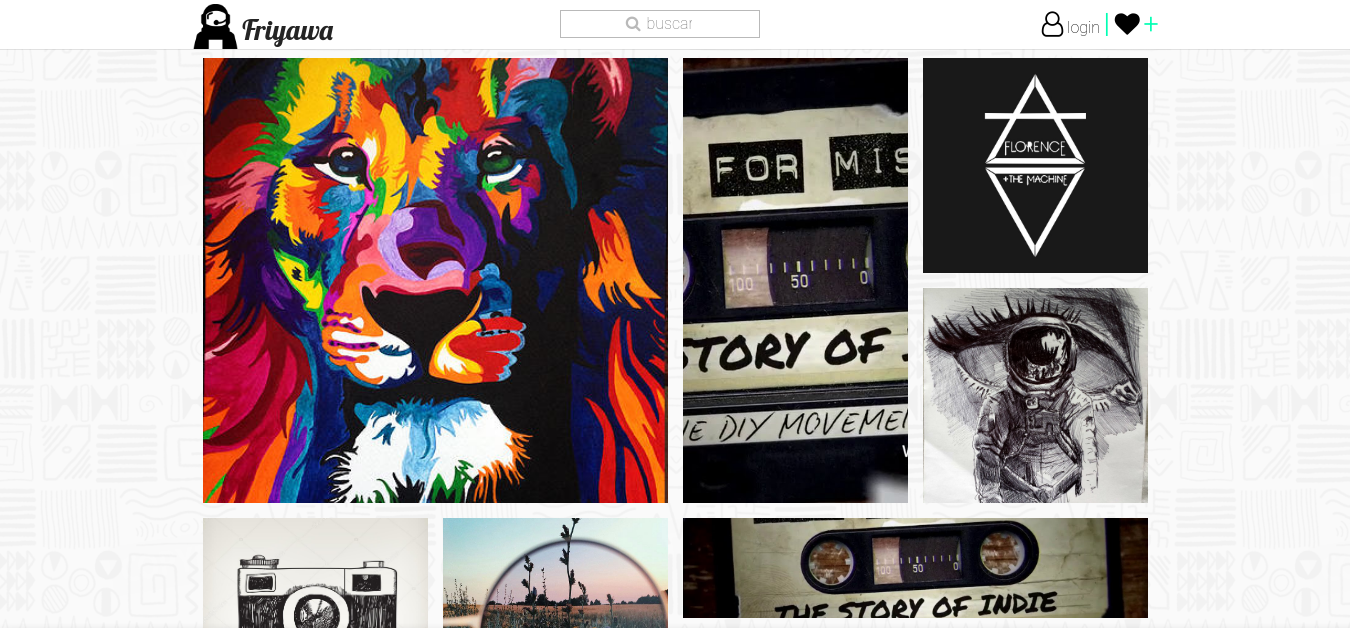 Friyawa
buscar
login
FOR MIS
100 50 0
STORY OF
DIY MOVEMEN
FLORENCE
+THE MACHINE
100 50 0
THE STORY OF INDIE